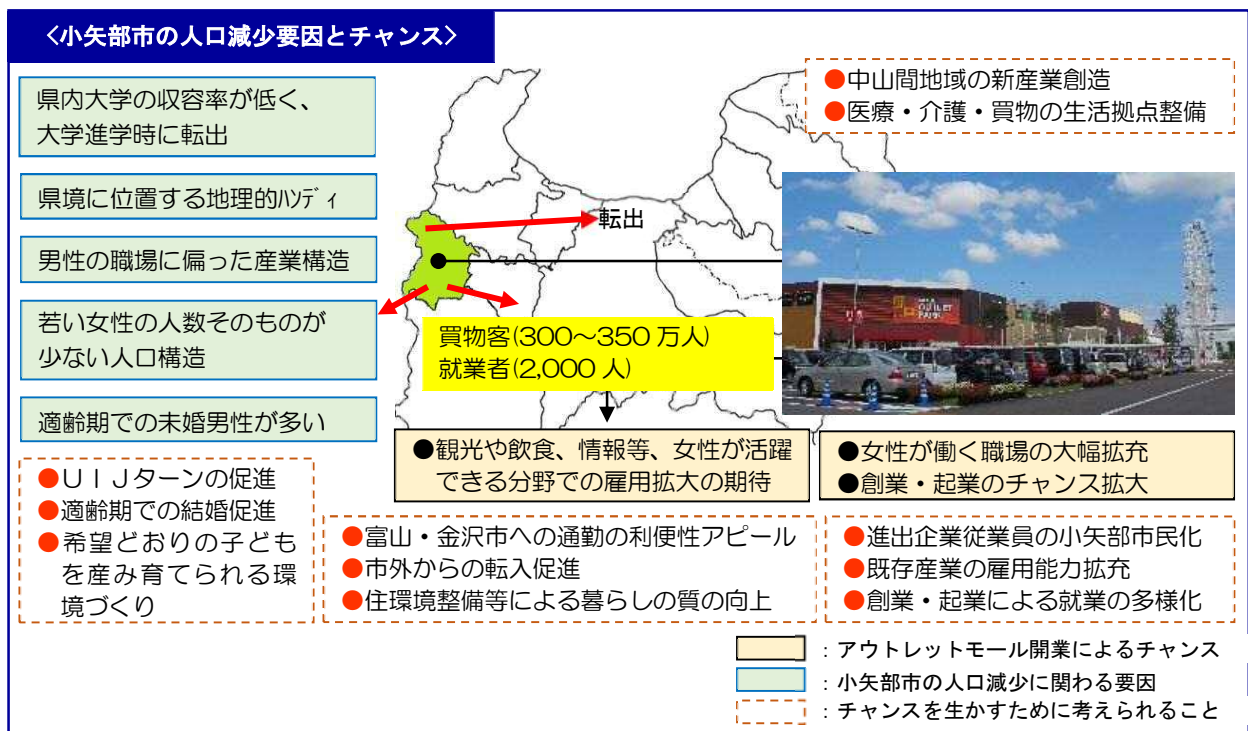 〈小矢部市の人口減少要因とチャンス〉
県内大学の収容率が低く、
大学進学時に転出
県境に位置する地理的ﾊﾝﾃﾞｨ
男性の職場に偏った産業構造
若い女性の人数そのものが
少ない人口構造
適齢期での未婚男性が多い
●ＵＩＪターンの促進
●適齢期での結婚促進
●希望どおりの子ども
を産み育てられる環
境づくり
転出
買物客(300～350 万人)
就業者(2,000 人)
●中山間地域の新産業創造
●医療・介護・買物の生活拠点整備
OUTLET
PARK
●観光や飲食、情報等、女性が活躍
できる分野での雇用拡大の期待
●女性が働く職場の大幅拡充
●創業・起業のチャンス拡大
●富山・金沢市への通勤の利便性アピール
●市外からの転入促進
●住環境整備等による暮らしの質の向上
●進出企業従業員の小矢部市民化
●既存産業の雇用能力拡充
●創業・起業による就業の多様化
：アウトレットモール開業によるチャンス
：小矢部市の人口減少に関わる要因
：チャンスを生かすために考えられること